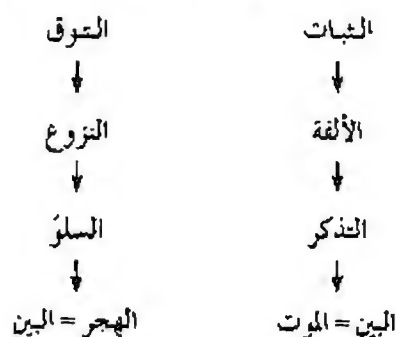 الثبات التوق
الألفة النزوع
التذكر السلوّ
البين = الموت الهجر = البين